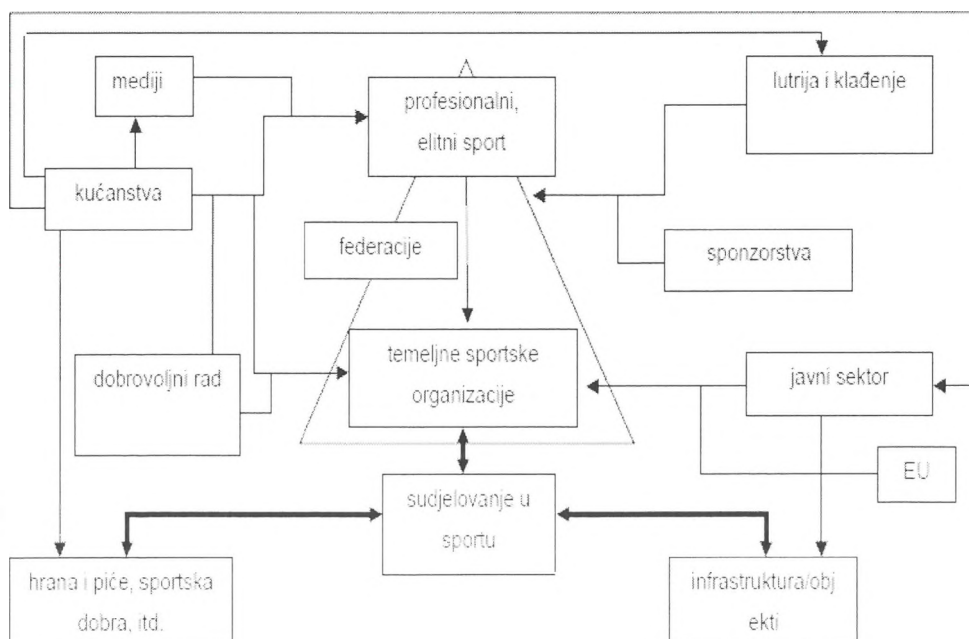 mediji
profesionalni,
elitni sport
lutrija i klađenje
kućanstva
federacije
sponzorstva
dobrovoljni rad
temeljne sportske
organizacije
javni sektor
EU
sudjelovanje u
sportu
hrana i piće, sportska
dobra, itd.
infrastruktura/obj
ekti